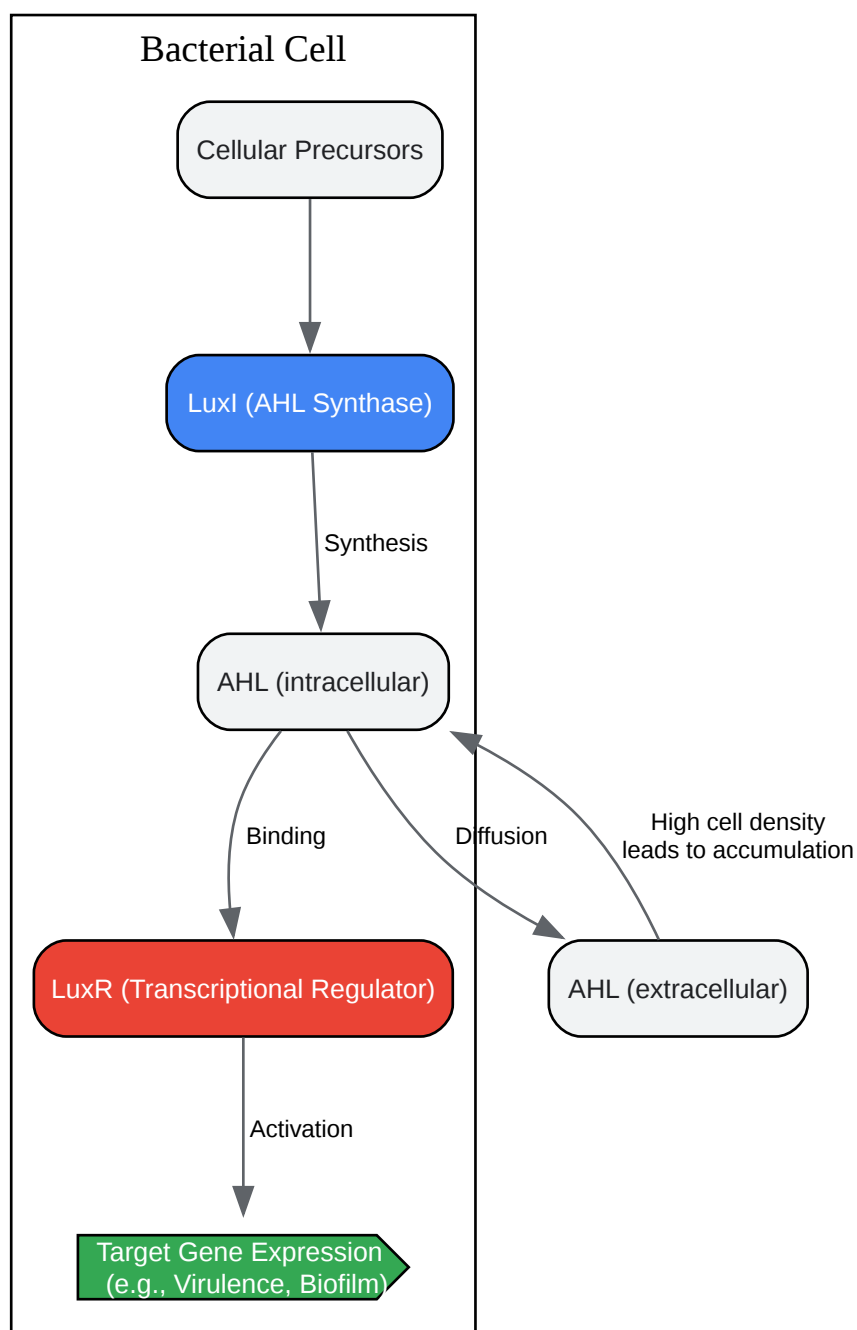 Bacterial Cell
Cellular Precursors
LuxI (AHL Synthase)
Synthesis
AHL (intracellular)
Binding
Diffusion
High cell density
leads to accumulation
LuxR (Transcriptional Regulator)
AHL (extracellular)
Activation
Target Gene Expression
(e.g., Virulence, Biofilm)